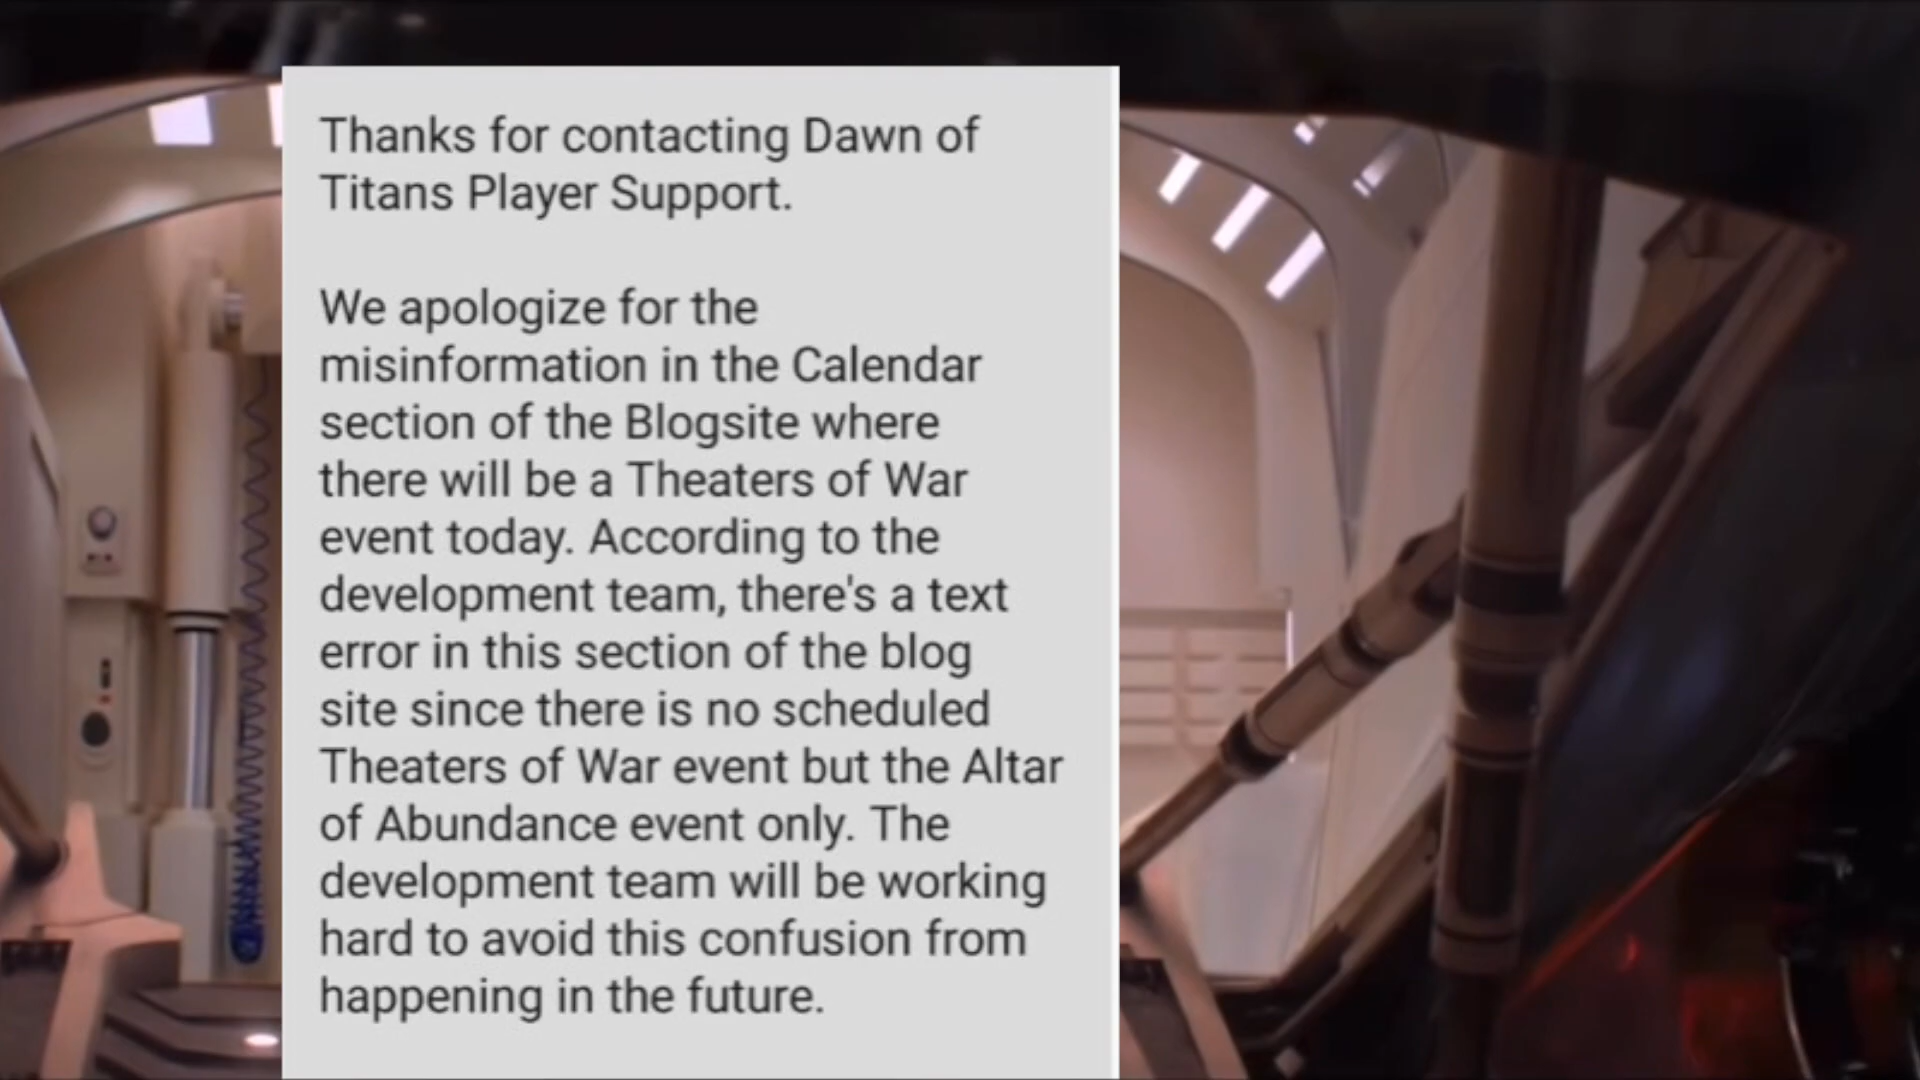 Thanks for contacting Dawn of
Titans Player Support.
We apologize for the
misinformation in the Calendar
section of the Blogsite where
there will be a Theaters of War
event today. According to the
development team, there's a text
error in this section of the blog
site since there is no scheduled
Theaters of War event but the Altar
of Abundance event only. The
development team will be working
hard to avoid this confusion from
happening in the future.